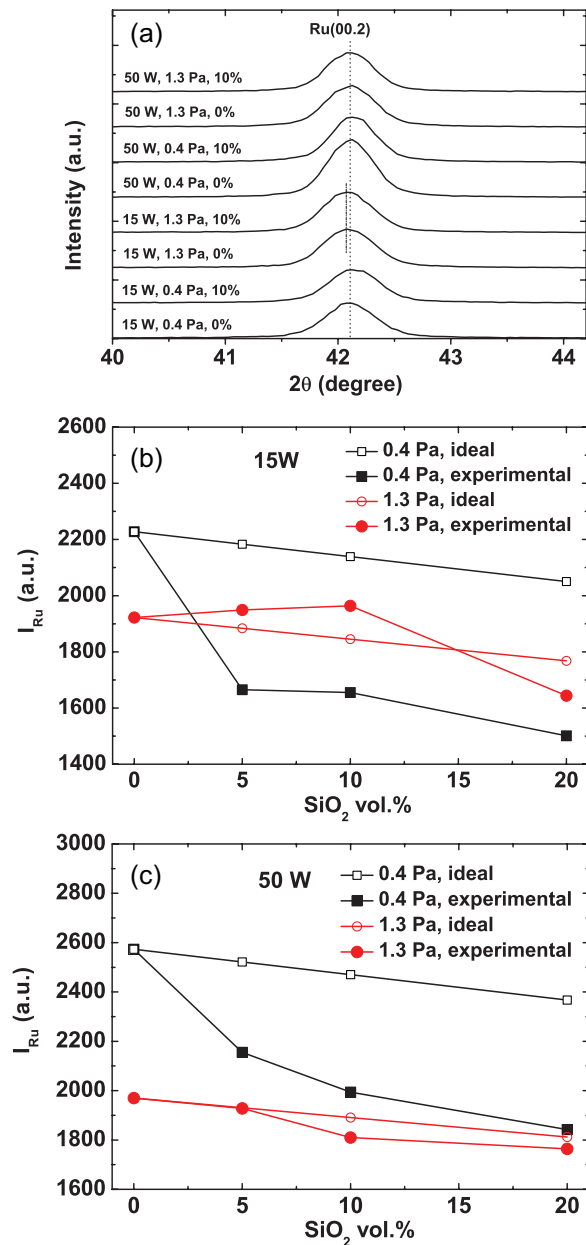 (a)
Ru(00.2)
50 W, 1.3 Pa, 10%
50 W, 1.3 Pa, 0%
50 W, 0.4 Pa, 10%
50 W, 0.4 Pa, 0%
15 W, 1.3 Pa, 10%
15 W, 1.3 Pa, 0%
15 W, 0.4 Pa, 10%
15 W, 0.4 Pa, 0%
Intensity (a.u.)
40 41 42 43 44
2θ (degree)
(b)
15W
0.4 Pa, ideal
0.4 Pa, experimental
1.3 Pa, ideal
1.3 Pa, experimental
2600
2400
2200
2000
1800
1600
1400
I_Ru (a.u.)
0 5 10 15 20
SiO₂ vol.%
(c)
50 W
0.4 Pa, ideal
0.4 Pa, experimental
1.3 Pa, ideal
1.3 Pa, experimental
3000
2800
2600
2400
2200
2000
1800
1600
I_Ru (a.u.)
0 5 10 15 20
SiO₂ vol.%